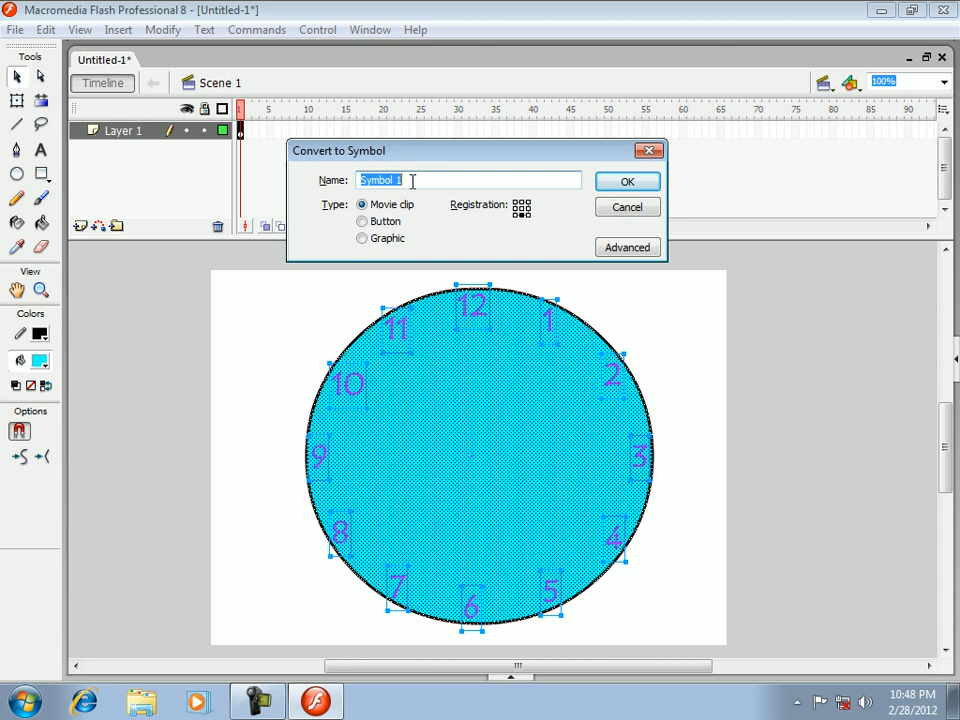 Macromedia Flash Professional 8 - [Untitled-1*]
File Edit View Insert Modify Text Commands Control Window Help
Tools
Untitled-1*
Timeline
Scene 1
100%
1 5 10 15 20 25 30 35 40 45 50 55 60 65 70 75 80 85 90
Layer 1
Convert to Symbol
Name: Symbol 1
OK
Type: Movie clip
Registration:
Cancel
Button
Graphic
Advanced
View
Colors
Options
12
1
11
2
10
3
9
4
8
5
7
6
10:48 PM
2/28/2012